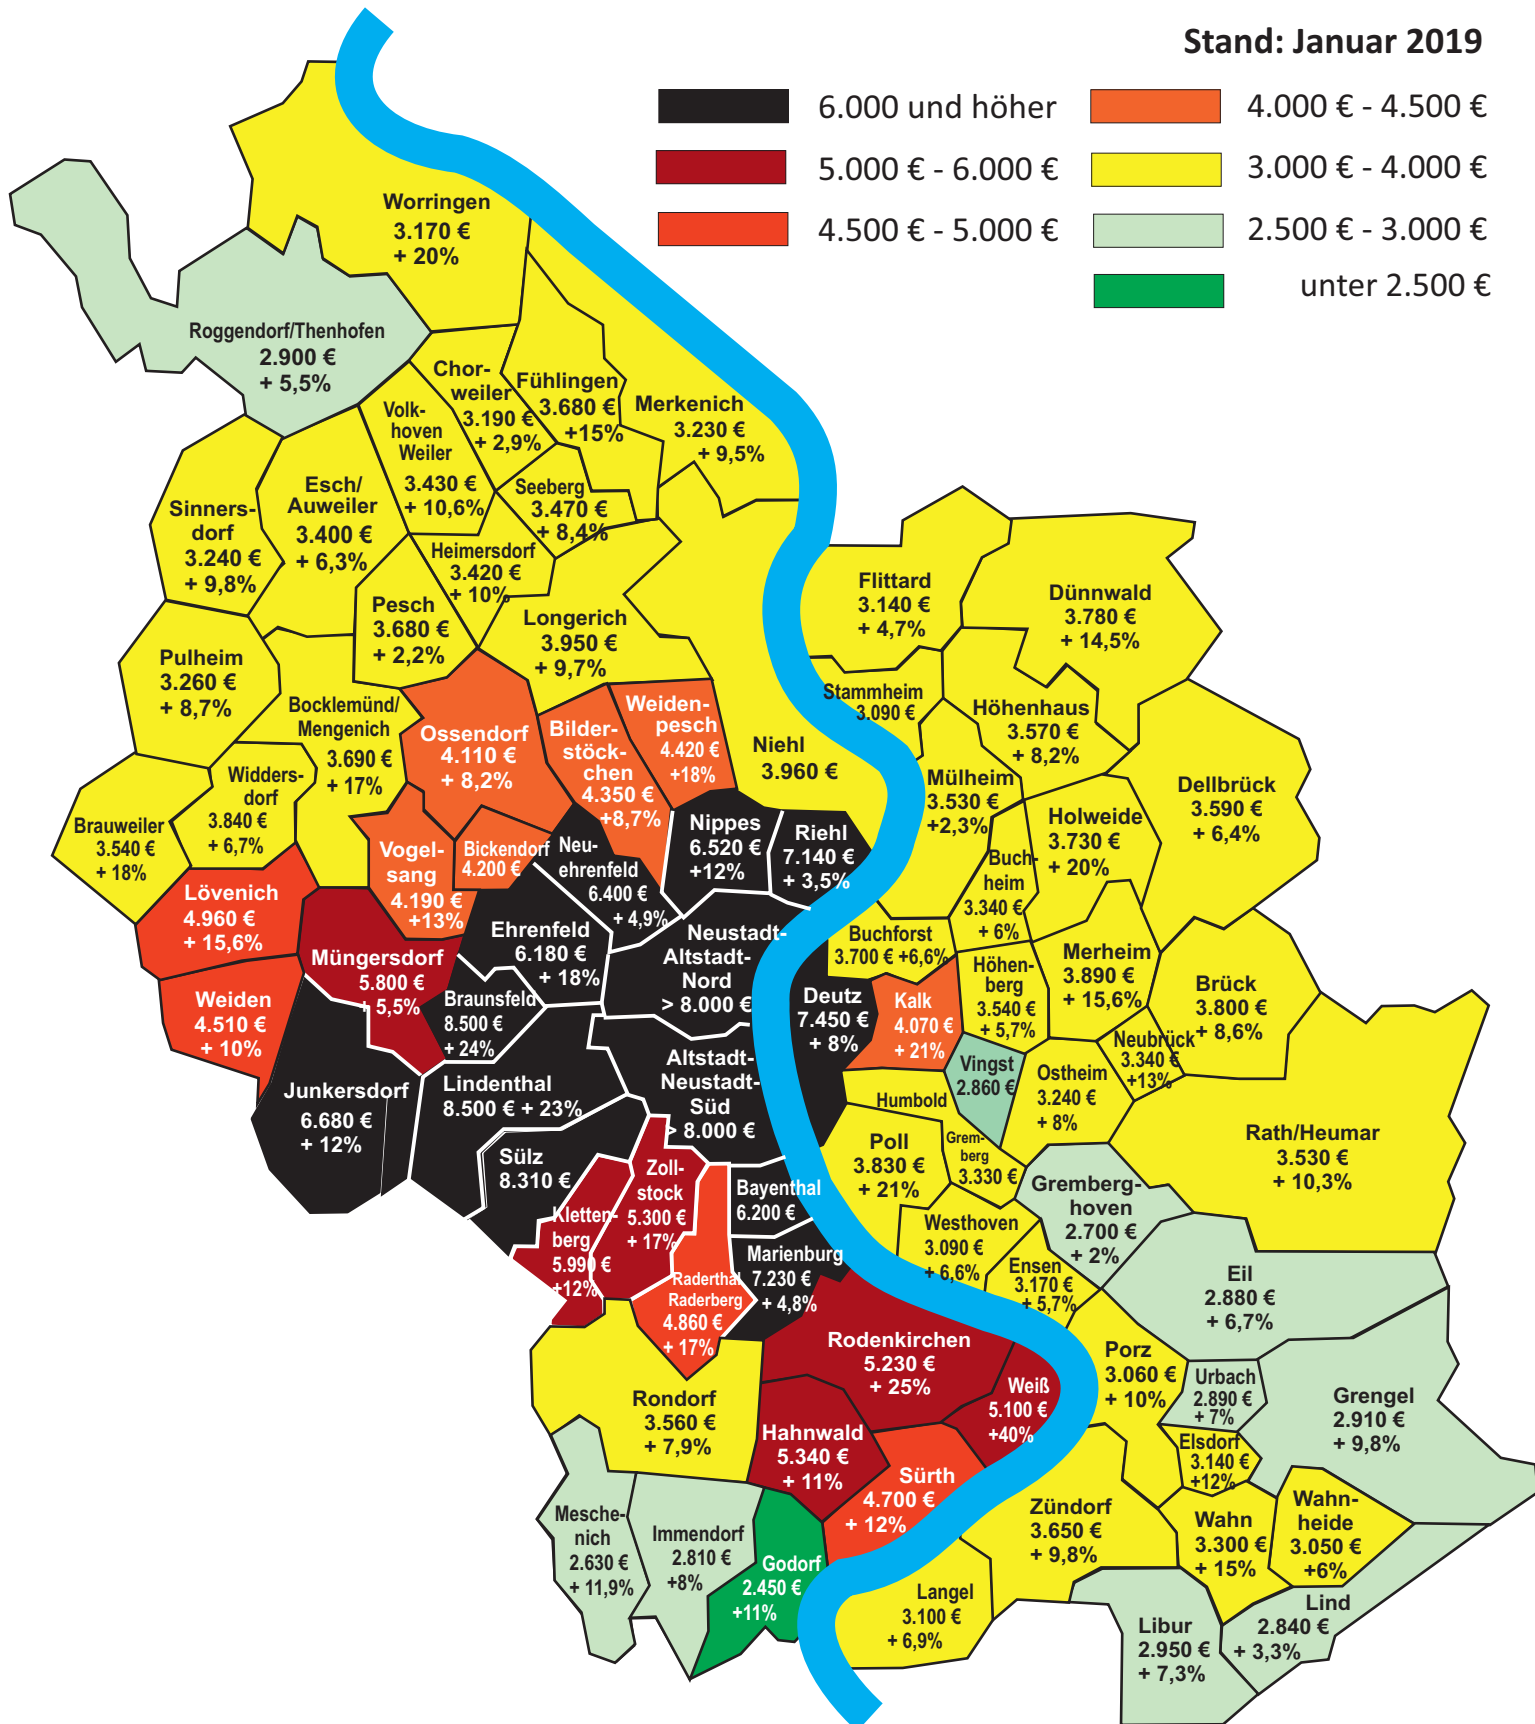 Stand: Januar 2019
6.000 und höher
5.000 € - 6.000 €
4.500 € - 5.000 €
4.000 € - 4.500 €
3.000 € - 4.000 €
2.500 € - 3.000 €
unter 2.500 €
Worringen
3.170 €
+ 20%
Roggendorf/Thenhofen
2.900 €
+ 5,5%
Chor-
weiler
3.190 €
+ 2,9%
Fühlingen
3.680 €
+15%
Merkenich
3.230 €
+ 9,5%
Volk-
hoven
Weiler
3.430 €
+ 10,6%
Seeberg
3.470 €
+ 8,4%
Esch/
Auweiler
3.400 €
+ 6,3%
Sinners-
dorf
3.240 €
+ 9,8%
Heimersdorf
3.420 €
+ 10%
Pesch
3.680 €
+ 2,2%
Longerich
3.950 €
+ 9,7%
Pulheim
3.260 €
+ 8,7%
Bocklemünd/
Mengenich
3.690 €
+ 17%
Ossendorf
4.110 €
+ 8,2%
Bilder-
stöck-
chen
4.350 €
+8,7%
Weiden-
pesch
4.420 €
+18%
Niehl
3.960 €
Widders-
dorf
3.840 €
+ 6,7%
Brauweiler
3.540 €
+ 18%
Vogel-
sang
4.190 €
+13%
Bickendorf
4.200 €
Neu-
ehrenfeld
6.400 €
+ 4,9%
Nippes
6.520 €
+12%
Riehl
7.140 €
+ 3,5%
Lövenich
4.960 €
+ 15,6%
Müngersdorf
5.800 €
+ 5,5%
Ehrenfeld
6.180 €
+ 18%
Neustadt-
Altstadt-
Nord
> 8.000 €
Weiden
4.510 €
+ 10%
Braunsfeld
8.500 €
+ 24%
Deutz
7.450 €
+ 8%
Junkersdorf
6.680 €
+ 12%
Lindenthal
8.500 € + 23%
Altstadt-
Neustadt-
Süd
> 8.000 €
Sülz
8.310 €
Zoll-
stock
5.300 €
+ 17%
Kletten-
berg
5.990 €
+12%
Bayenthal
6.200 €
Marienburg
7.230 €
+ 4,8%
Raderthal
Raderberg
4.860 €
+ 17%
Rodenkirchen
5.230 €
+ 25%
Weiß
5.100 €
+40%
Rondorf
3.560 €
+ 7,9%
Hahnwald
5.340 €
+ 11%
Sürth
4.700 €
+ 12%
Mesche-
nich
2.630 €
+ 11,9%
Immendorf
2.810 €
+8%
Godorf
2.450 €
+11%
Flittard
3.140 €
+ 4,7%
Dünnwald
3.780 €
+ 14,5%
Stammheim
3.090 €
Höhenhaus
3.570 €
+ 8,2%
Mülheim
3.530 €
+2,3%
Dellbrück
3.590 €
+ 6,4%
Holweide
3.730 €
+ 20%
Buch-
heim
3.340 €
+ 6%
Buchforst
3.700 € +6,6%
Merheim
3.890 €
+ 15,6%
Höhen-
berg
3.540 €
+ 5,7%
Brück
3.800 €
+ 8,6%
Kalk
4.070 €
+ 21%
Neubrück
3.340 €
+13%
Vingst
2.860 €
Ostheim
3.240 €
+ 8%
Humbold
Grem-
berg
3.330 €
Poll
3.830 €
+ 21%
Rath/Heumar
3.530 €
+ 10,3%
Gremberg-
hoven
2.700 €
+ 2%
Westhoven
3.090 €
+ 6,6%
Ensen
3.170 €
+ 5,7%
Eil
2.880 €
+ 6,7%
Porz
3.060 €
+ 10%
Urbach
2.890 €
+ 7%
Grengel
2.910 €
+ 9,8%
Elsdorf
3.140 €
+12%
Zündorf
3.650 €
+ 9,8%
Wahn
3.300 €
+ 15%
Wahn-
heide
3.050 €
+6%
Langel
3.100 €
+ 6,9%
Libur
2.950 €
+ 7,3%
Lind
2.840 €
+ 3,3%